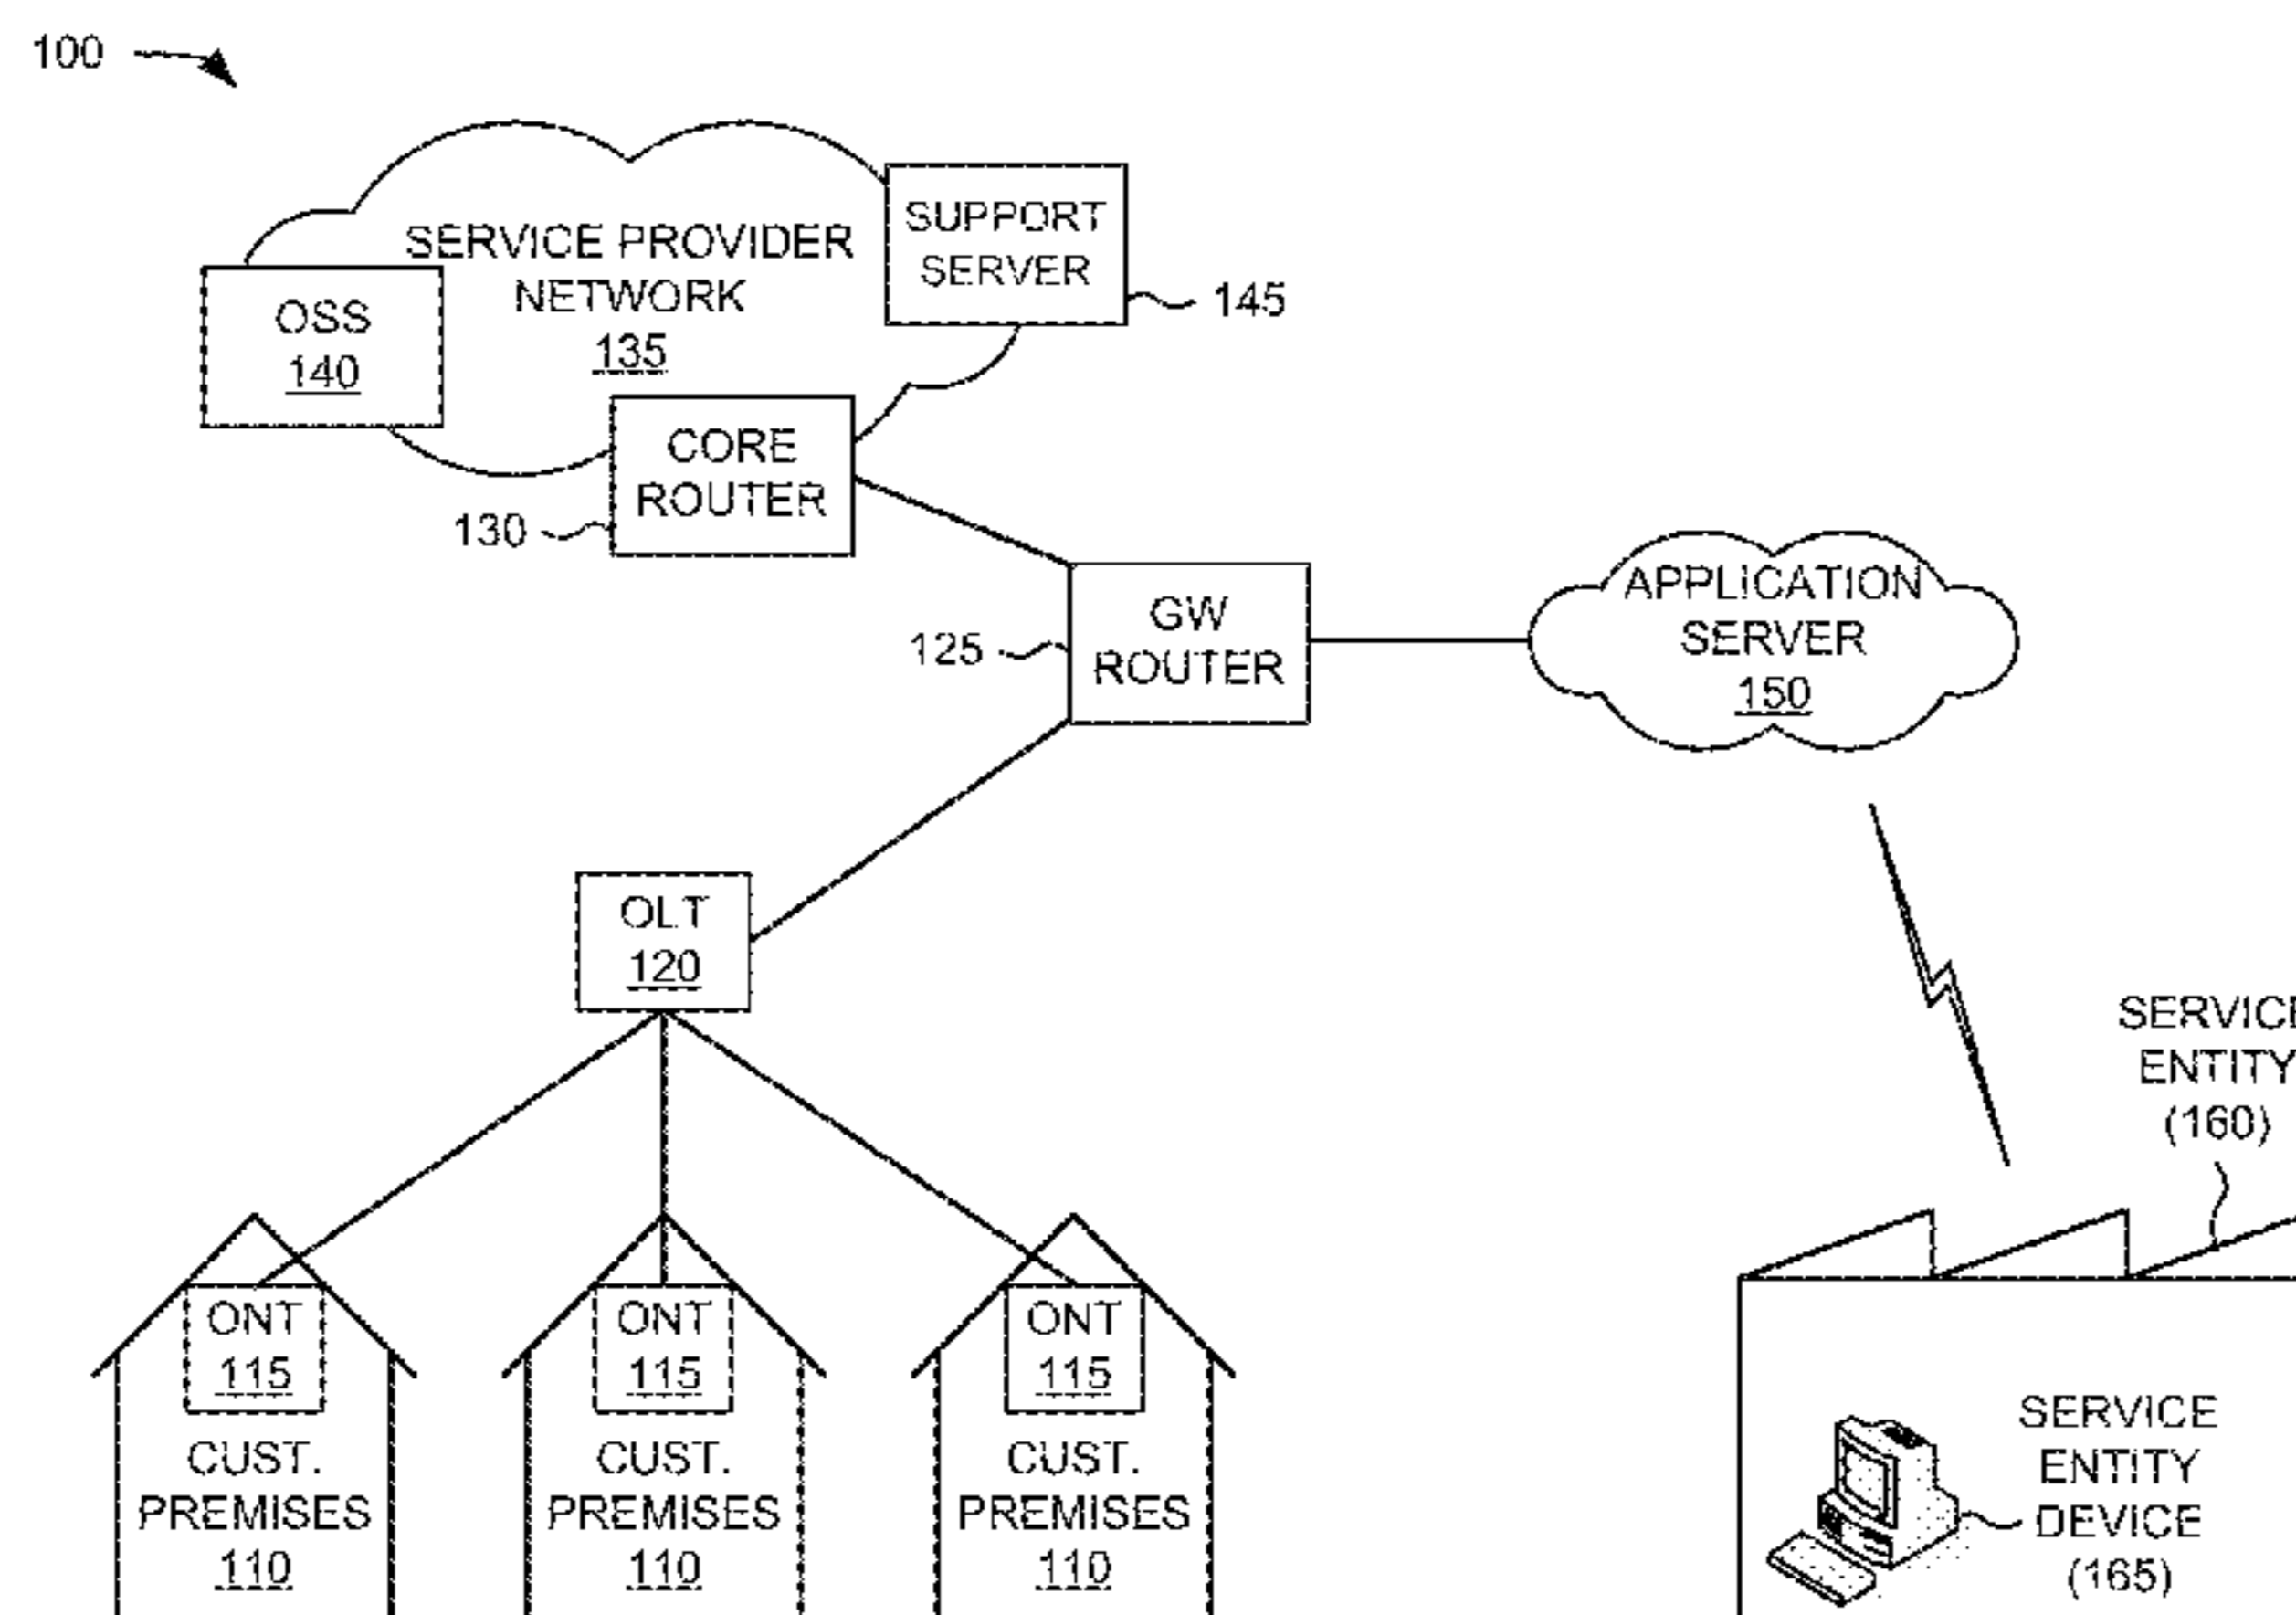 100
SERVICE PROVIDER
NETWORK
135
SUPPORT
SERVER
145
OSS
140
CORE
ROUTER
130
GW
ROUTER
125
APPLICATION
SERVER
150
OLT
120
SERVICE
ENTITY
(160)
ONT
115
CUST.
PREMISES
110
ONT
115
CUST.
PREMISES
110
ONT
115
CUST.
PREMISES
110
SERVICE
ENTITY
DEVICE
(165)